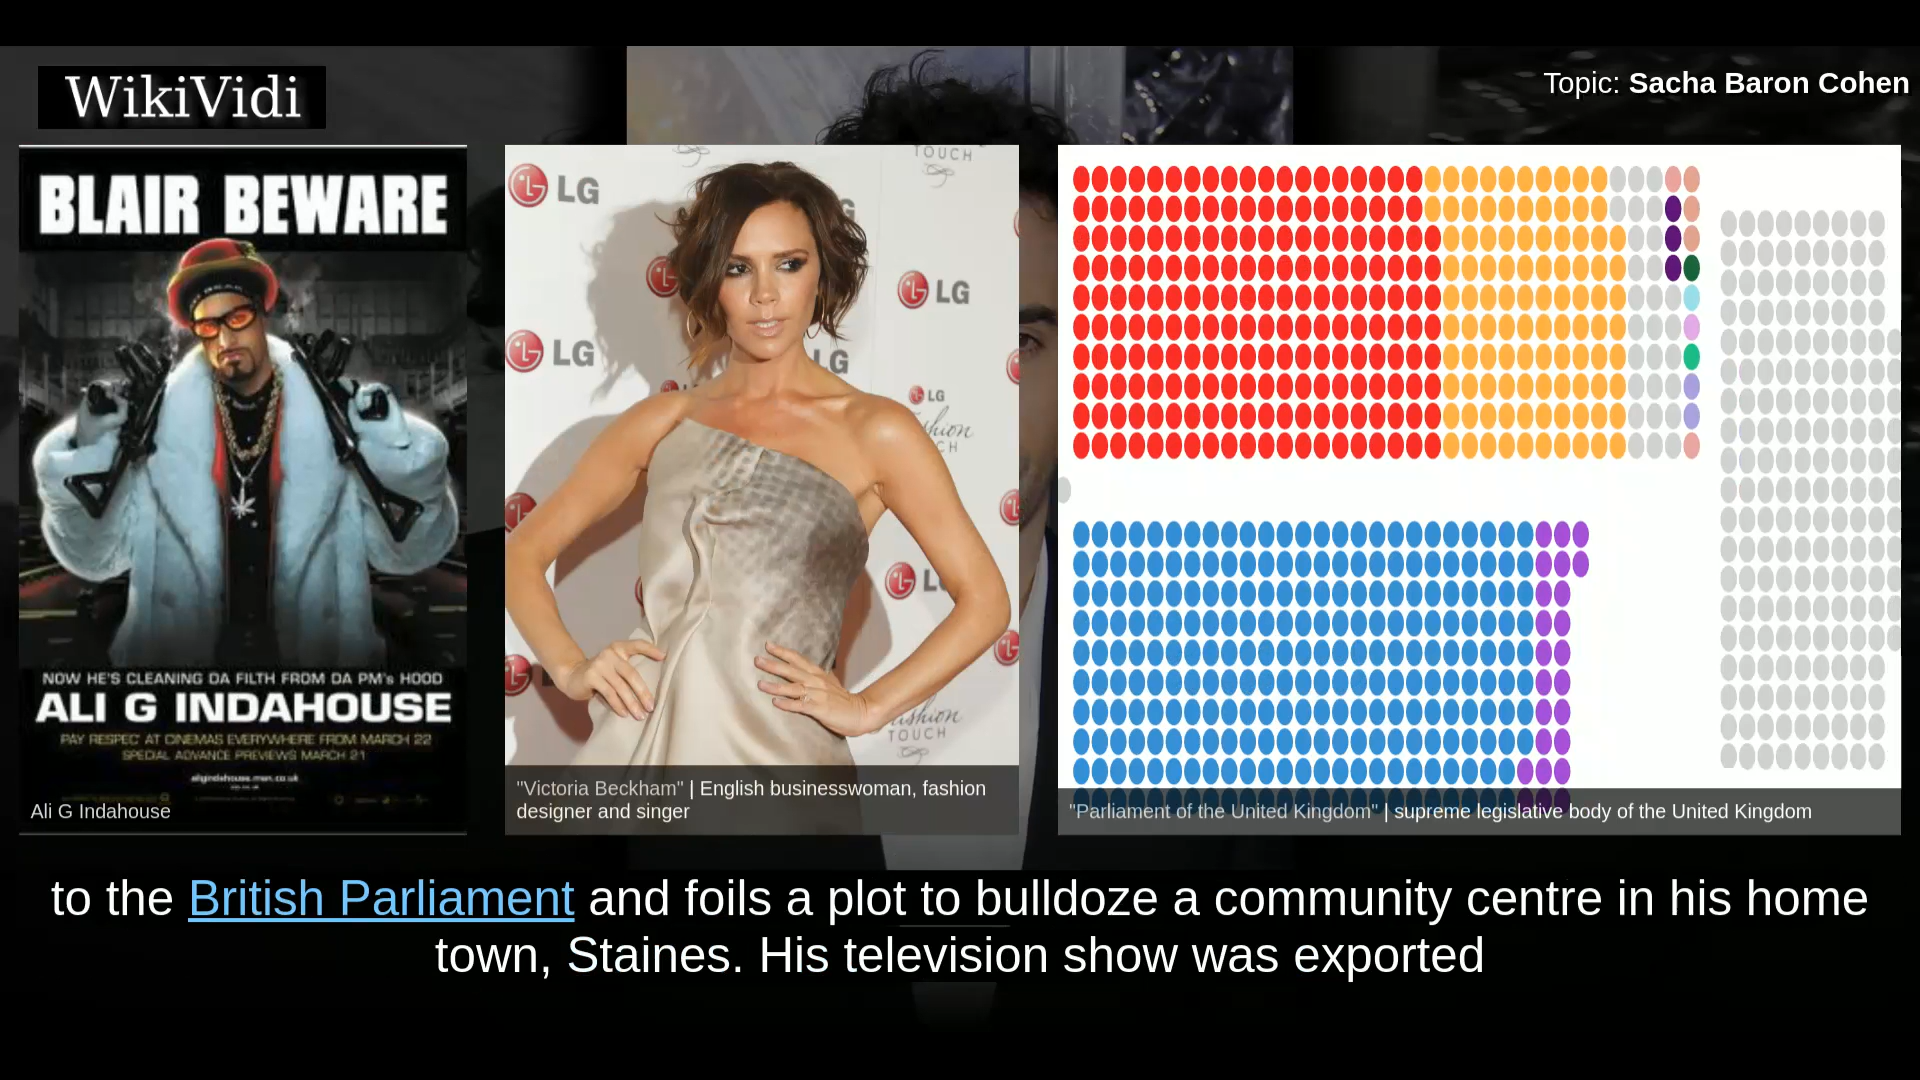 WikiVidi
Topic: Sacha Baron Cohen
BLAIR BEWARE
NOW HE'S CLEANING DA FILTH FROM DA PM's HOOD
ALI G INDAHOUSE
PAY RESPEC AT CINEMAS EVERYWHERE FROM MARCH 22
SPECIAL ADVANCE PREVIEWS MARCH 21
Ali G Indahouse
TOUCH
LG
LG
LG
LG
LG
LG
TOUCH
"Victoria Beckham" | English businesswoman, fashion
designer and singer
"Parliament of the United Kingdom" | supreme legislative body of the United Kingdom
to the British Parliament and foils a plot to bulldoze a community centre in his home
town, Staines. His television show was exported